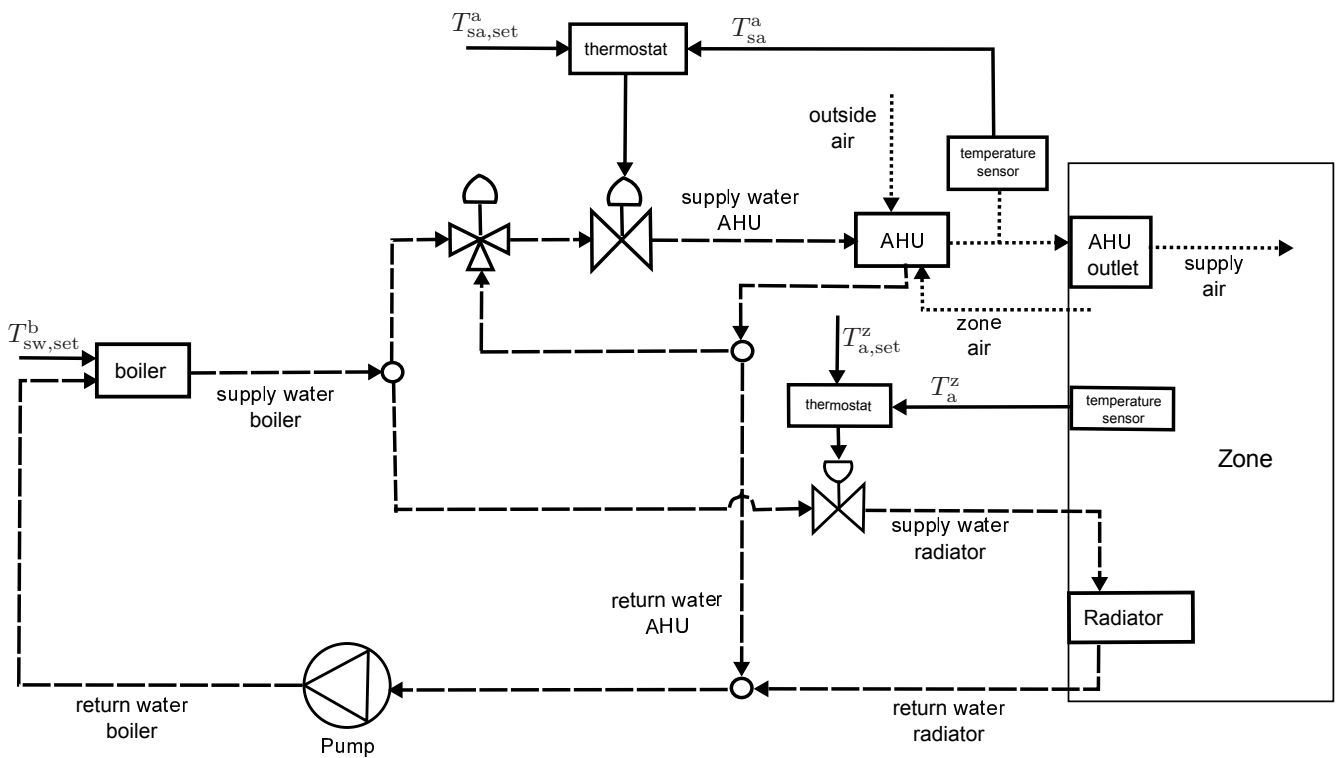 T^a_sa,set
thermostat
T^a_sa
outside
air
temperature
sensor
supply water
AHU
AHU
AHU
outlet
supply
air
zone
air
T^b_sw,set
boiler
supply water
boiler
T^z_a,set
thermostat
T^z_a
temperature
sensor
Zone
supply water
radiator
return water
AHU
Radiator
return water
boiler
Pump
return water
radiator